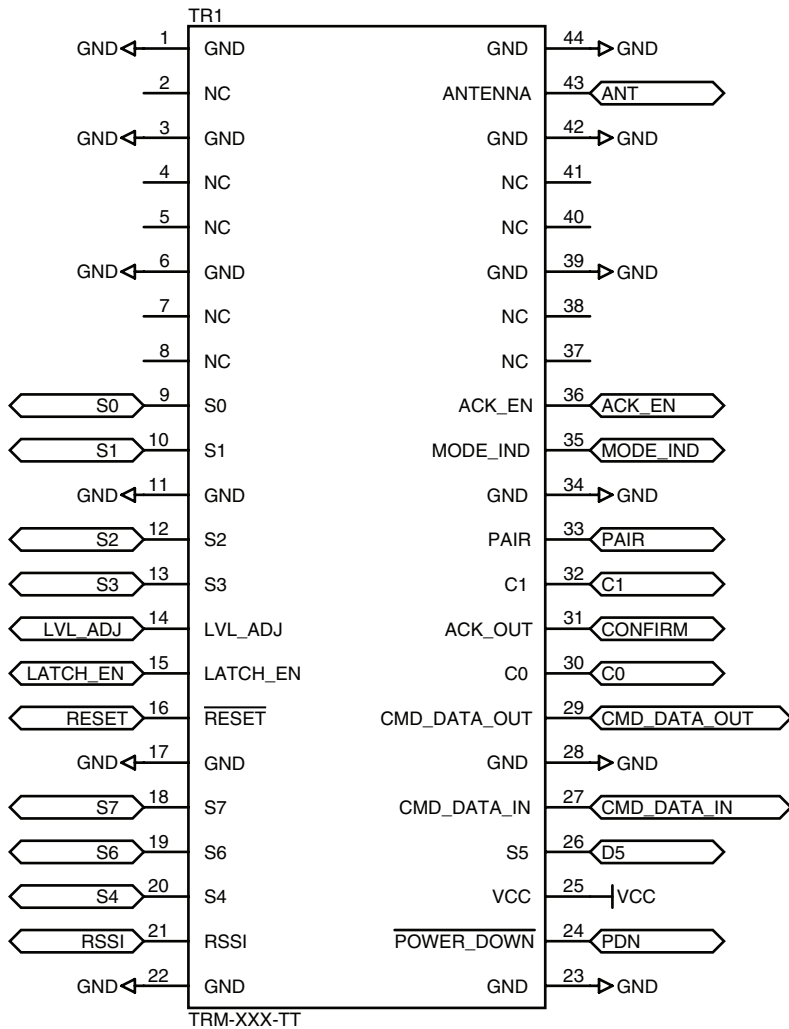 TR1
GND 1 GND GND 44 GND
2 NC ANTENNA 43 ANT
GND 3 GND GND 42 GND
4 NC NC 41
5 NC NC 40
GND 6 GND GND 39 GND
7 NC NC 38
8 NC NC 37
S0 9 S0 ACK_EN 36 ACK_EN
S1 10 S1 MODE_IND 35 MODE_IND
GND 11 GND GND 34 GND
S2 12 S2 PAIR 33 PAIR
S3 13 S3 C1 32 C1
LVL_ADJ 14 LVL_ADJ ACK_OUT 31 CONFIRM
LATCH_EN 15 LATCH_EN C0 30 C0
RESET 16 RESET CMD_DATA_OUT 29 CMD_DATA_OUT
GND 17 GND GND 28 GND
S7 18 S7 CMD_DATA_IN 27 CMD_DATA_IN
S6 19 S6 S5 26 D5
S4 20 S4 VCC 25 VCC
RSSI 21 RSSI POWER_DOWN 24 PDN
GND 22 GND GND 23 GND
TRM-XXX-TT